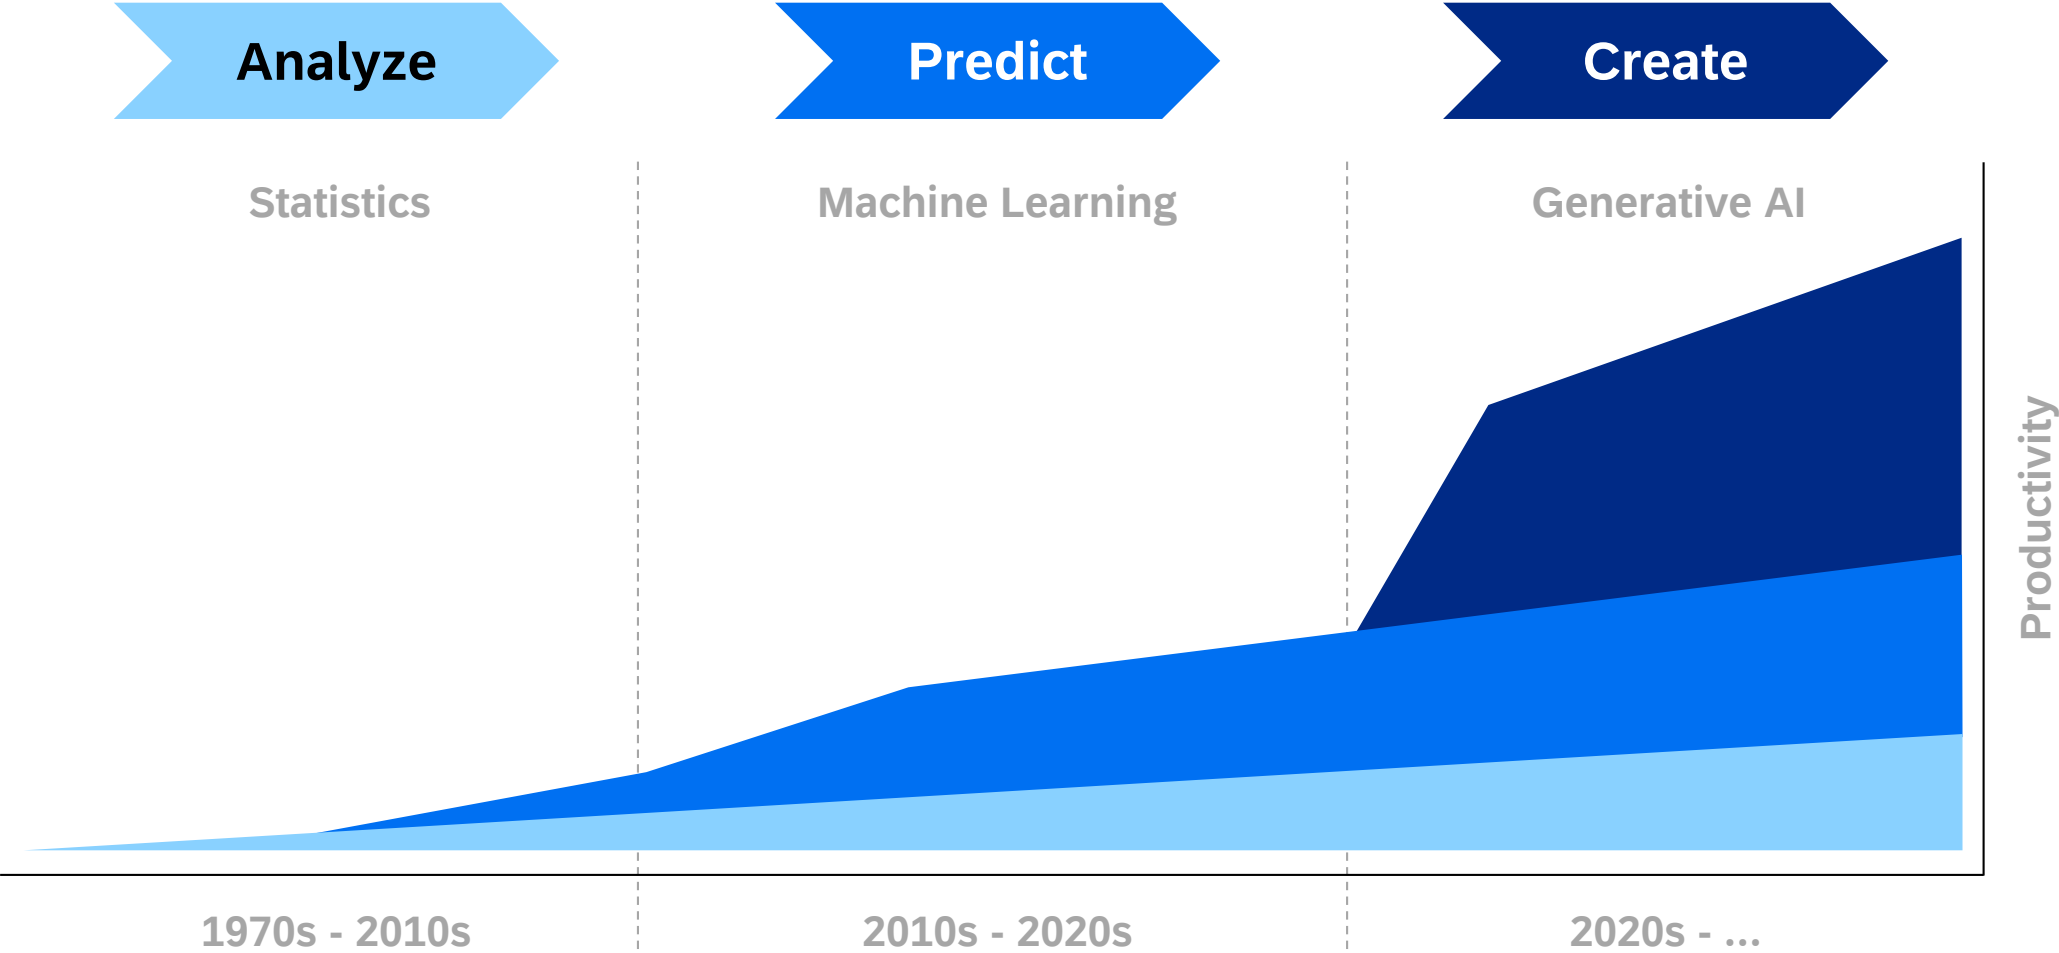 Analyze
Predict
Create
Statistics
Machine Learning
Generative AI
Productivity
1970s - 2010s
2010s - 2020s
2020s - ...